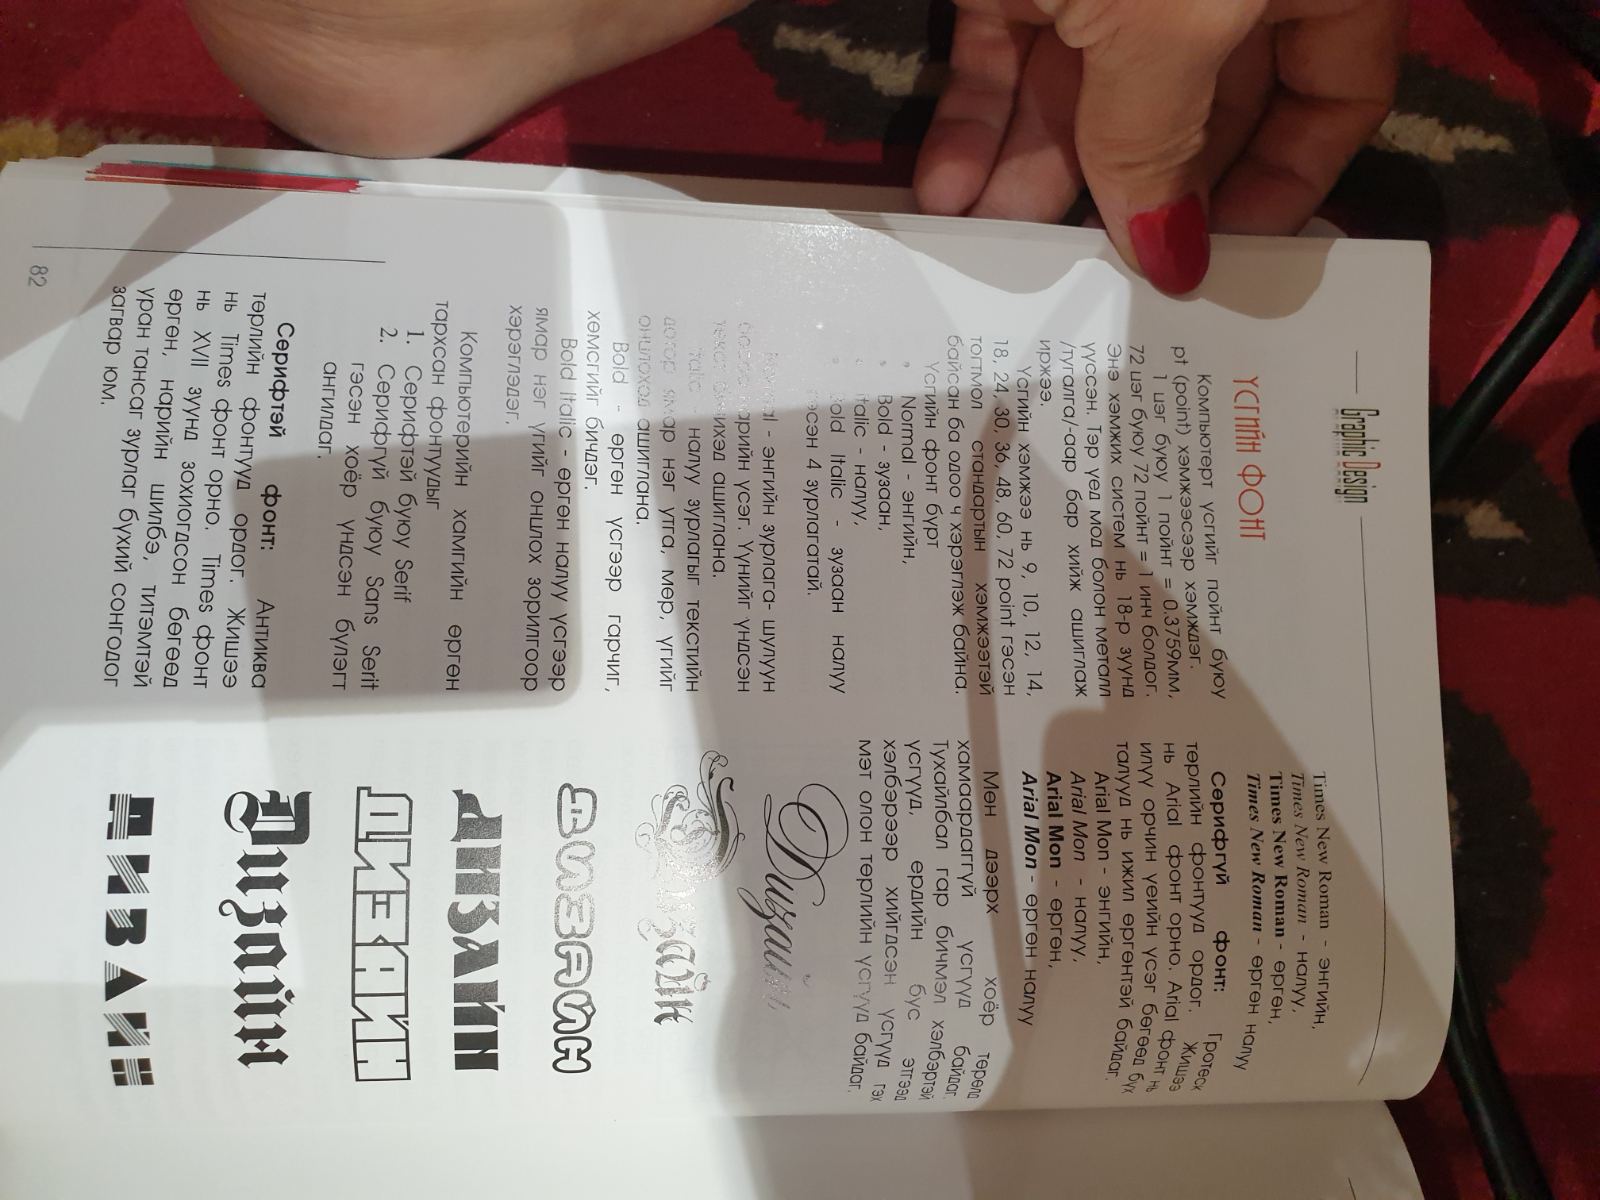 Graphic Design
ҮСГИЙН ФОНТ
Компьютерт үсгийг пойнт буюу
pt (point) хэмжээсээр хэмждэг.
1 цэг буюу 1 пойнт = 0.3759мм,
72 цэг буюу 72 пойнт = 1 инч болдог.
Энэ хэмжих систем нь 18-р зуунд
үүссэн. Тэр үед мод болон металл
/тугалга/-аар бар хийж ашиглаж
иржээ.
Үсгийн хэмжээ нь 9, 10, 12, 14,
18, 24, 30, 36, 48, 60, 72 point гэсэн
тогтмол стандартын хэмжээтэй
байсан ба одоо ч хэрэглэж байна.
Үсгийн фонт бүрт
• Normal - энгийн,
• Bold - зузаан,
• Italic - налуу,
• Bold Italic - зузаан налуу
гэсэн 4 зурлагатай.
Normal - энгийн зурлага- шулуун
нарийн үсэг. Үүнийг үндсэн
текст бичихэд ашиглана.
Italic - налуу зурлагыг текстийн
дотор ямар нэг утга, мөр, үгийг
онцлоход ашиглана.
Bold - өргөн үсгээр гарчиг,
хөмсгийг бичдэг.
Bold Italic - өргөн налуу үсгээр
ямар нэг үгийг онцлох зорилгоор
хэрэглэдэг.
Компьютерийн хамгийн өргөн
тархсан фонтуудыг
1. Серифтэй буюу Serif
2. Серифгүй буюу Sans Serit
гэсэн хоёр үндсэн бүлэгт
ангилдаг.
Серифтэй фонт: Антиква
төрлийн фонтууд ордог. Жишээ
нь Times фонт орно. Times фонт
нь XVII зуунд зохиогдсон бөгөөд
өргөн, нарийн шилбэ, титэмтэй
уран тансаг зурлаг бүхий сонгодог
загвар юм.
82
Times New Roman - энгийн,
Times New Roman - налуу,
Times New Roman - өргөн,
Times New Roman - өргөн налуу
Серифгүй фонт: Гротеск
төрлийн фонтууд ордог. Жишээ
нь Arial фонт орно. Arial фонт нь
илүү орчин үеийн үсэг бөгөөд бүх
талууд нь ижил өргөнтэй байдаг.
Arial Mon - энгийн,
Arial Mon - налуу,
Arial Mon - өргөн,
Arial Mon - өргөн налуу
Мөн дээрх хоёр төрөлд
хамаардаггүй үсгүүд байдаг.
Тухайлбал гар бичмэл хэлбэртэй
үсгүүд, ердийн бус этгээд
хэлбэрээр хийгдсэн үсгүүд гэх
мэт олон төрлийн үсгүүд байдаг.
Дизайн
Дизайн
ДИЗАЙН
ДИЗАЙН
ДИЗАЙН
Дизайн
ДИЗАЙН